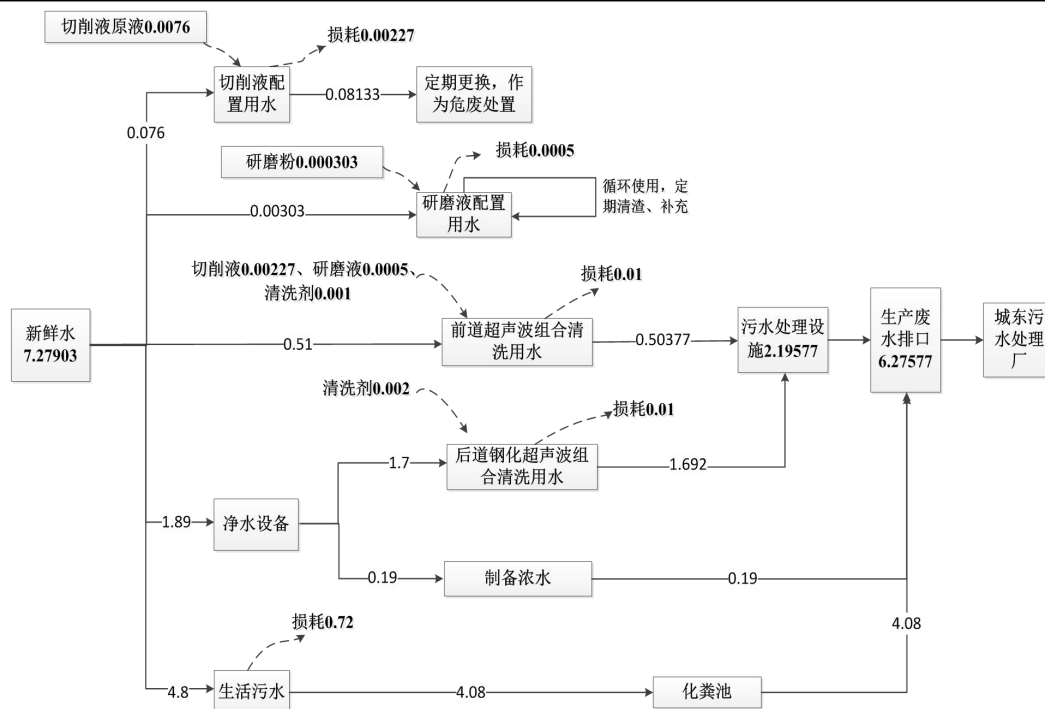 切削液原液0.0076
损耗0.00227
切削液配
置用水
0.08133
定期更换，作
为危废处置
0.076
研磨粉0.000303
损耗0.0005
0.00303
研磨液配置
用水
循环使用，定
期清渣、补充
切削液0.00227、研磨液0.0005、
清洗剂0.001
损耗0.01
新鲜水
7.27903
0.51
前道超声波组合清
洗用水
0.50377
污水处理设
施2.19577
生产废
水排口
6.27577
城东污
水处理
厂
清洗剂0.002
损耗0.01
1.7
后道钢化超声波组
合清洗用水
1.692
1.89
净水设备
0.19
制备浓水
0.19
4.08
损耗0.72
4.8
生活污水
4.08
化粪池